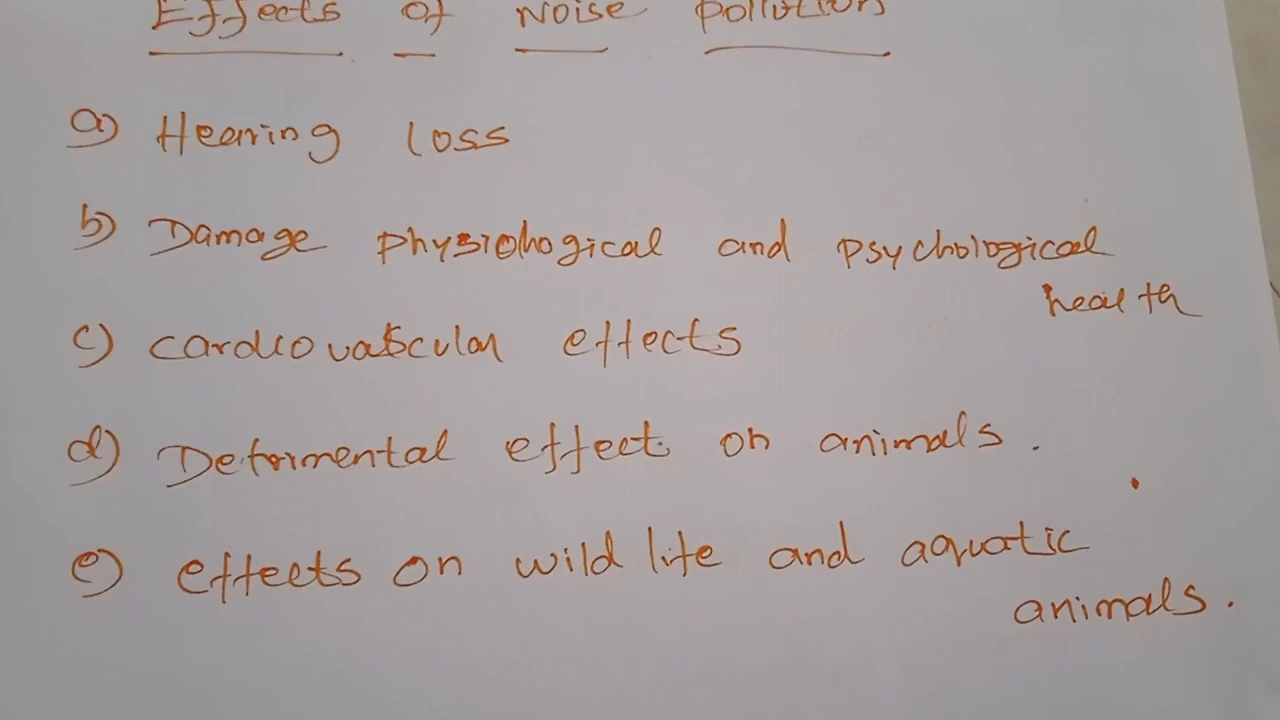 Effects of Noise pollution
a) Hearing loss
b) Damage physiological and psychological
health
c) cardiovascular effects
d) Detrimental effect on animals.
e) effects on wild life and aquatic
animals.